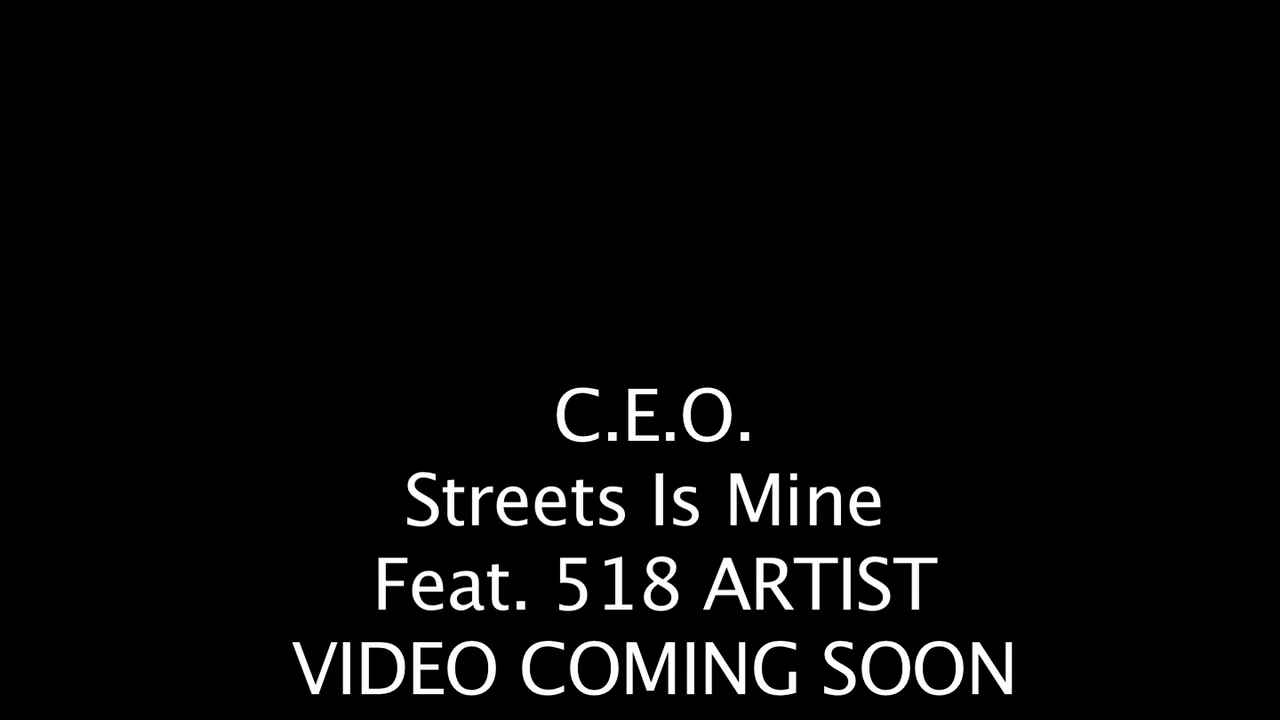 C.E.O.
Streets Is Mine
Feat. 518 ARTIST
VIDEO COMING SOON